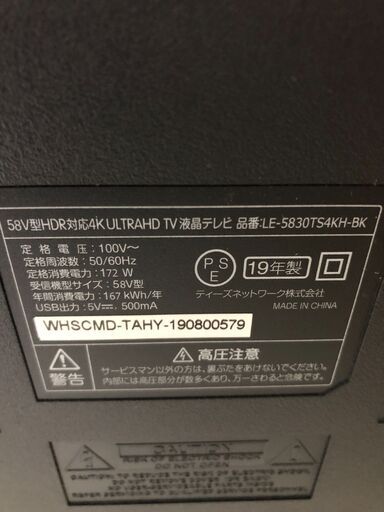 58V型HDR対応4K ULTRAHD TV 液晶テレビ 品番:LE-5830TS4KH-BK
定格電圧:100V〜
定格周波数:50/60Hz
定格消費電力:172 W
受信機型サイズ:58V型
年間消費電力:167 kWh/年
USB出力:5V⎓ 500mA
PSE
19年製
ティーズネットワーク株式会社
MADE IN CHINA
WHSCMD-TAHY-190800579
警告
高圧注意
サービスマン以外の方は、裏ぶたをあけないでください。
内部には高圧部分が数多くあり、万一さわると危険です。
CAUTION
RISK OF ELECTRIC SHOCK
DO NOT OPEN